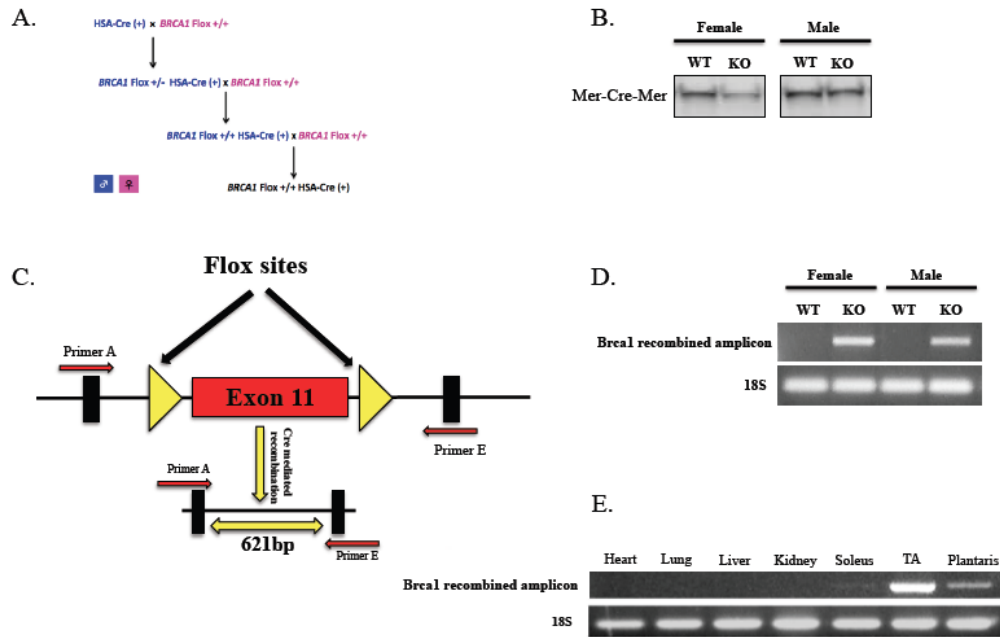 A.
HSA-Cre (+) x BRCA1 Flox +/+
BRCA1 Flox +/- HSA-Cre (+) x BRCA1 Flox +/+
BRCA1 Flox +/+ HSA-Cre (+) x BRCA1 Flox +/+
♂ ♀
BRCA1 Flox +/+ HSA-Cre (+)
B.
Female Male
WT KO WT KO
Mer-Cre-Mer
C.
Flox sites
Primer A
Exon 11
Primer E
Cre mediated
recombination
Primer A
621bp
Primer E
D.
Female Male
WT KO WT KO
Brca1 recombined amplicon
18S
E.
Heart Lung Liver Kidney Soleus TA Plantaris
Brca1 recombined amplicon
18S